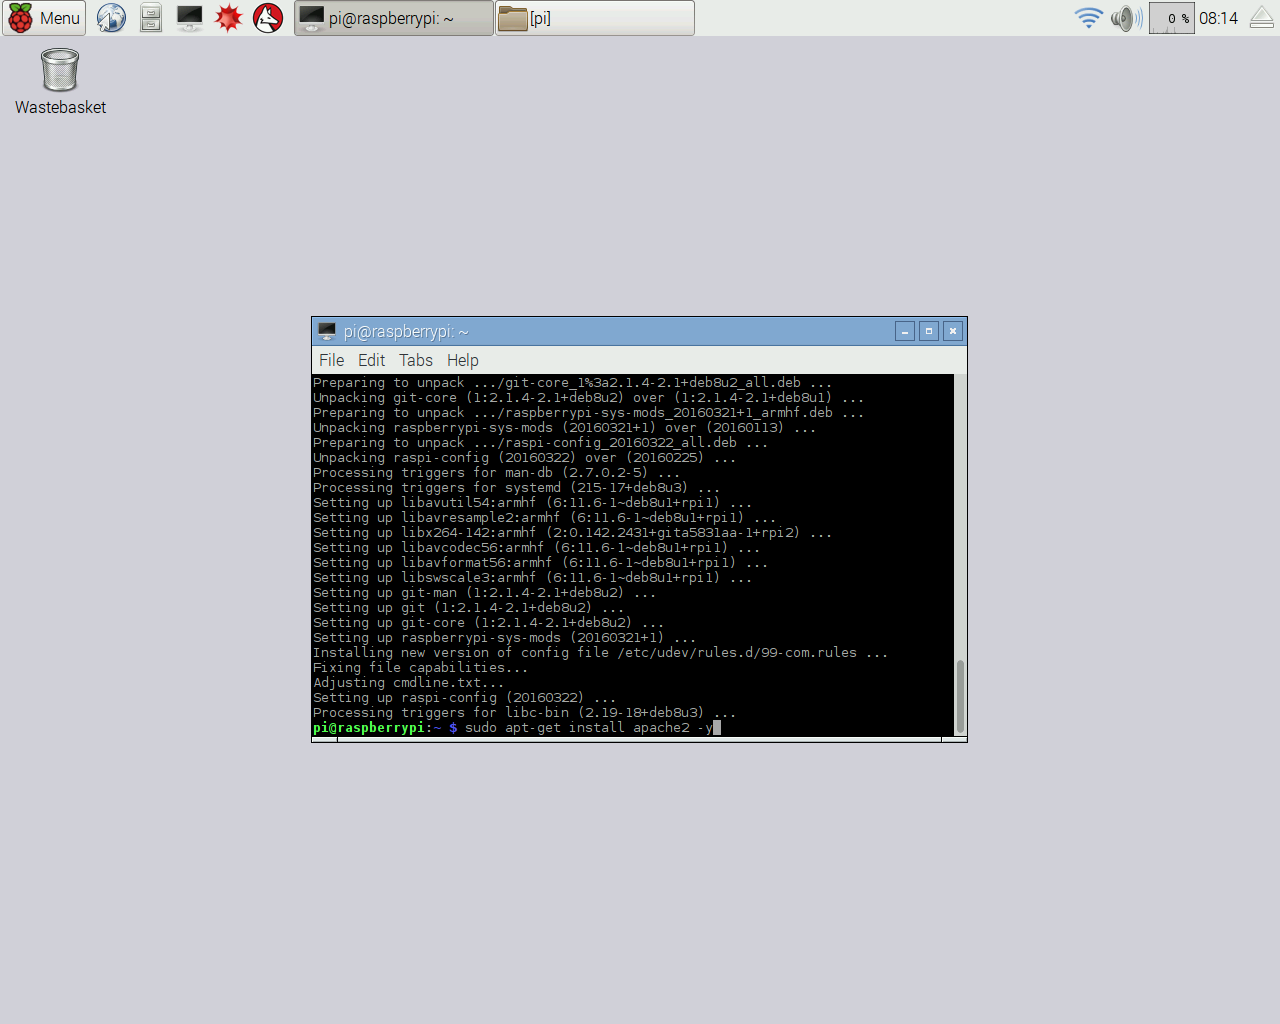 Menu
pi@raspberrypi: ~
[pi]
0 %
08:14
Wastebasket
pi@raspberrypi: ~
File Edit Tabs Help
Preparing to unpack .../git-core_1%3a2.1.4-2.1+deb8u2_all.deb ...
Unpacking git-core (1:2.1.4-2.1+deb8u2) over (1:2.1.4-2.1+deb8u1) ...
Preparing to unpack .../raspberrypi-sys-mods_20160321+1_armhf.deb ...
Unpacking raspberrypi-sys-mods (20160321+1) over (20160113) ...
Preparing to unpack .../raspi-config_20160322_all.deb ...
Unpacking raspi-config (20160322) over (20160225) ...
Processing triggers for man-db (2.7.0.2-5) ...
Processing triggers for systemd (215-17+deb8u3) ...
Setting up libavutil54:armhf (6:11.6-1~deb8u1+rpi1) ...
Setting up libavresample2:armhf (6:11.6-1~deb8u1+rpi1) ...
Setting up libx264-142:armhf (2:0.142.2431+gita5831aa-1+rpi2) ...
Setting up libavcodec56:armhf (6:11.6-1~deb8u1+rpi1) ...
Setting up libavformat56:armhf (6:11.6-1~deb8u1+rpi1) ...
Setting up libswscale3:armhf (6:11.6-1~deb8u1+rpi1) ...
Setting up git-man (1:2.1.4-2.1+deb8u2) ...
Setting up git (1:2.1.4-2.1+deb8u2) ...
Setting up git-core (1:2.1.4-2.1+deb8u2) ...
Setting up raspberrypi-sys-mods (20160321+1) ...
Installing new version of config file /etc/udev/rules.d/99-com.rules ...
Fixing file capabilities...
Adjusting cmdline.txt...
Setting up raspi-config (20160322) ...
Processing triggers for libc-bin (2.19-18+deb8u3) ...
pi@raspberrypi:~ $ sudo apt-get install apache2 -y